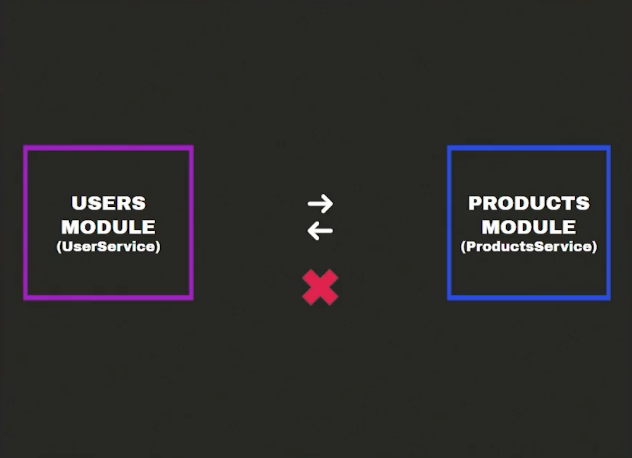 USERS
MODULE
(UserService)
PRODUCTS
MODULE
(ProductsService)